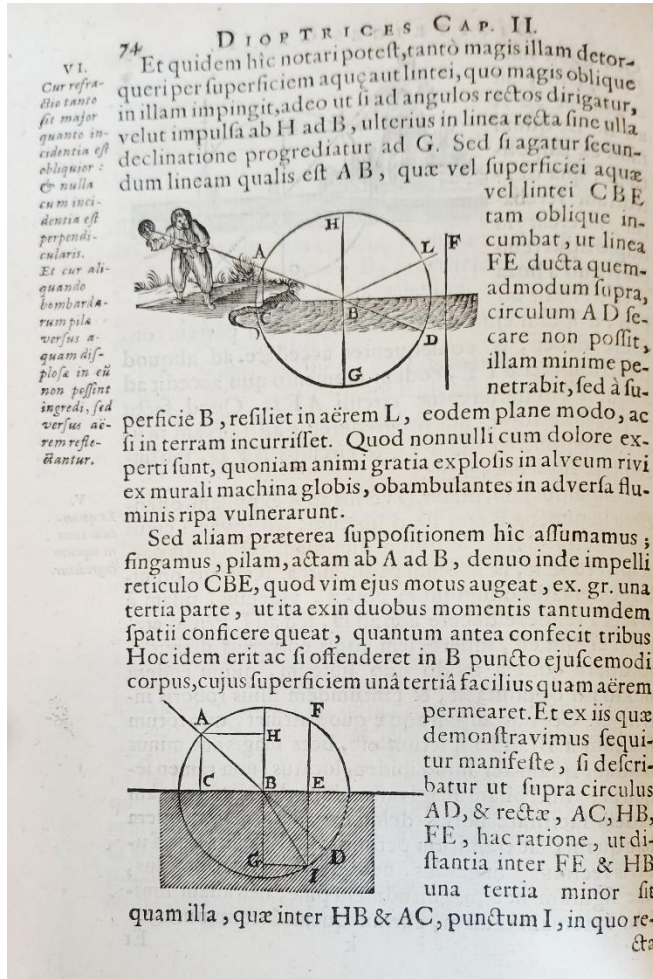 DIOPTRICES CAP. II.
74
VI.
Cur refra-
ctio tanto
ſit major
quanto in-
cidentia eſt
obliquior :
& nulla
cum inci-
dentia eſt
perpendi-
cularis.
Et cur ali-
quando
bombarda-
rum pilæ
verſus a-
quam diſ-
ploſæ in eã
non poſſint
ingredi, ſed
verſus aë-
rem refle-
ctantur.
Et quidem hîc notari poteſt, tantò magis illam detor-
queri per ſuperficiem aquę aut lintei, quo magis oblique
in illam impingit, adeo ut ſi ad angulos rectos dirigatur,
velut impulſa ab H ad B, ulterius in linea recta ſine ulla
declinatione progrediatur ad G. Sed ſi agatur ſecun-
dum lineam qualis eſt A B, quæ vel ſuperficiei aquæ
vel lintei CBE
tam oblique in-
cumbat, ut linea
FE ducta quem-
admodum ſupra,
circulum AD ſe-
care non poſſit,
illam minime pe-
netrabit, ſed à ſu-
H
A
L
F
C
B
D
G
perficie B, reſiliet in aërem L, eodem plane modo, ac
ſi in terram incurriſſet. Quod nonnulli cum dolore ex-
perti ſunt, quoniam animi gratia exploſis in alveum rivi
ex murali machina globis, obambulantes in adverſa flu-
minis ripa vulnerarunt.
Sed aliam præterea ſuppoſitionem hîc aſſumamus ;
fingamus, pilam, actam ab A ad B, denuo inde impelli
reticulo CBE, quod vim ejus motus augeat, ex. gr. una
tertia parte, ut ita exin duobus momentis tantumdem
ſpatii conficere queat, quantum antea confecit tribus
Hoc idem erit ac ſi offenderet in B puncto ejuſcemodi
corpus, cujus ſuperficiem unâ tertiâ facilius quam aërem
permearet. Et ex iis quæ
demonſtravimus ſequi-
tur manifeſte, ſi deſcri-
batur ut ſupra circulus
AD, & rectæ, AC, HB,
FE, hac ratione, ut di-
ſtantia inter FE & HB
una tertia minor ſit
A
F
H
C
B
E
G
D
I
quam illa, quæ inter HB & AC, punctum I, in quo re-
cta